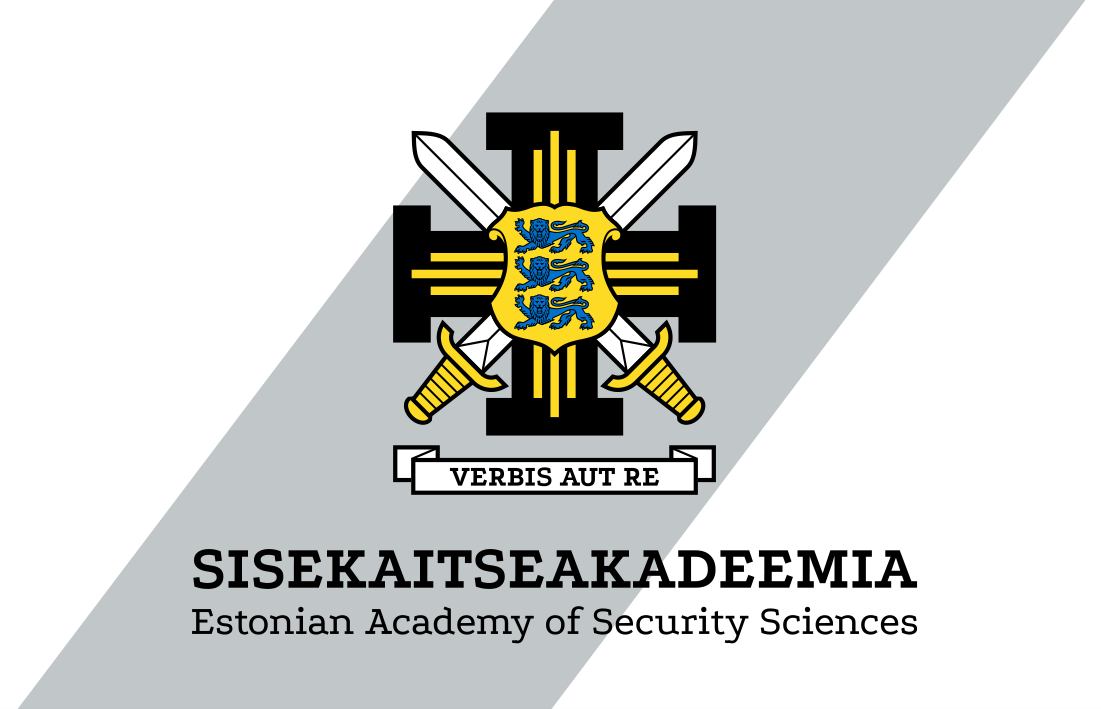 VERBIS AUT RE
SISEKAITSEAKADEEMIA
Estonian Academy of Security Sciences